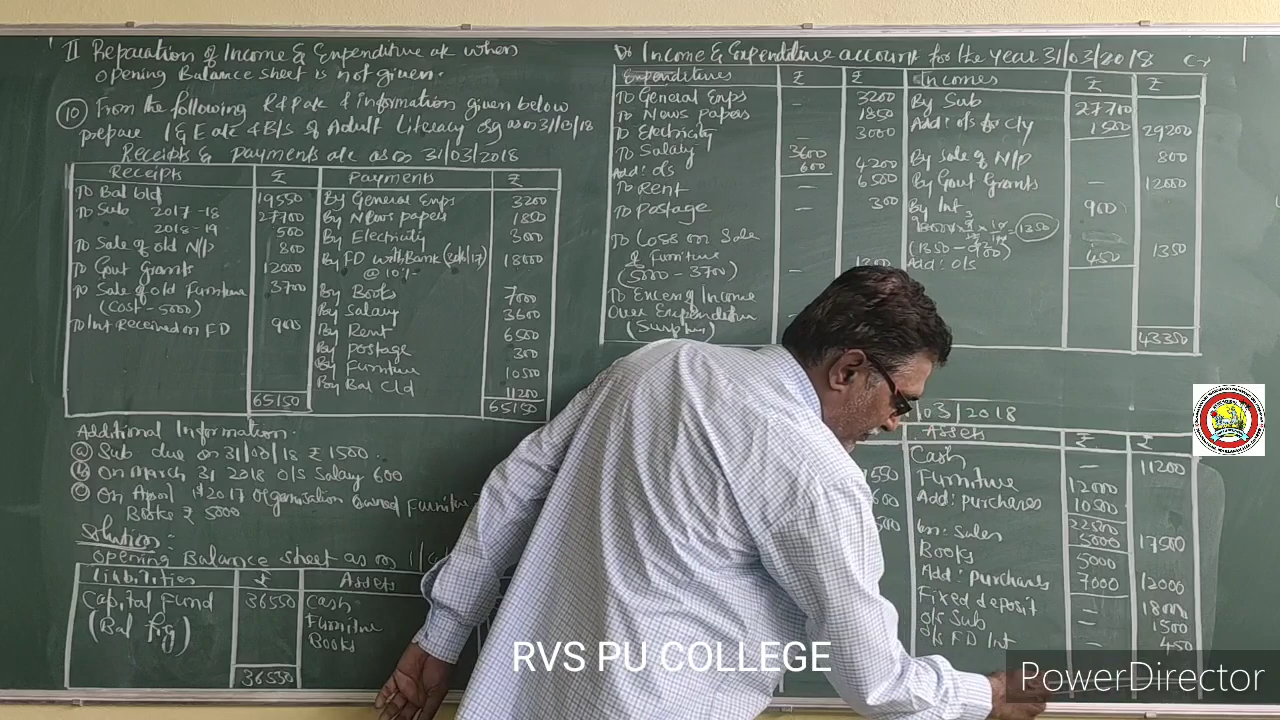 II Preparation of Income & Expenditure a/c when
opening Balance sheet is not given.
10 From the following R & P a/c & information given below
prepare I & E a/c & B/S of Adult Literacy org as on 31/03/18
Receipts & payments a/c as on 31/03/2018
Receipts ₹ Payments ₹
To Bal b/d 19550 By General Exps 3200
To Sub 2017-18 27700 By News papers 1850
2018-19 500 By Electricity 3000
To Sale of old N/P 800 By FD with Bank 18000
To Govt Grants 12000 @ 10%
To Sale of old Furniture 3700 By Books 7000
(Cost - 5000) By Salary 3600
To Int Received on FD 900 By Rent 6500
By Postage 300
By Furniture 10500
By Bal C/d 11200
65150 65150
Additional Information.
a) Sub due on 31/03/18 ₹ 1500.
b) On March 31 2018 o/s Salary 600
c) On April 1st 2017 Organisation owned Furniture
Books ₹ 5000
Solution:
Opening Balance sheet as on 1/
Liabilities ₹ Assets
Capital Fund 36550 Cash
(Bal Fig) Furniture
Books
36550
Dr Income & Expenditure account for the year 31/03/2018 Cr
Expenditures ₹ ₹ Incomes ₹ ₹
To General Exps - 3200 By Sub 27700
To News papers 1850 Add: o/s for C/y 1500 29200
To Electricity - 3000
To Salary 3600 By Sale of N/P 800
Add: o/s 600 4200 By Govt Grants - 12000
To Rent - 6500 By Int 900
To Postage - 300 = 1350
To Loss on Sale (1350 - 900)
of Furniture Add: o/s 450 1350
(5000 - 3700) -
To Excess of Income
Over Expenditure
(Surplus)
43350
03/2018
Assets ₹ ₹
Cash - 11200
550 Furniture 12000
600 Add: purchases 10500
500 22500
Less: Sales 5000 17500
Books 5000
Add: purchases 7000 12000
Fixed deposit - 18000
o/s Sub - 1500
o/s FD Int - 450
RVS PU COLLEGE
PowerDirector